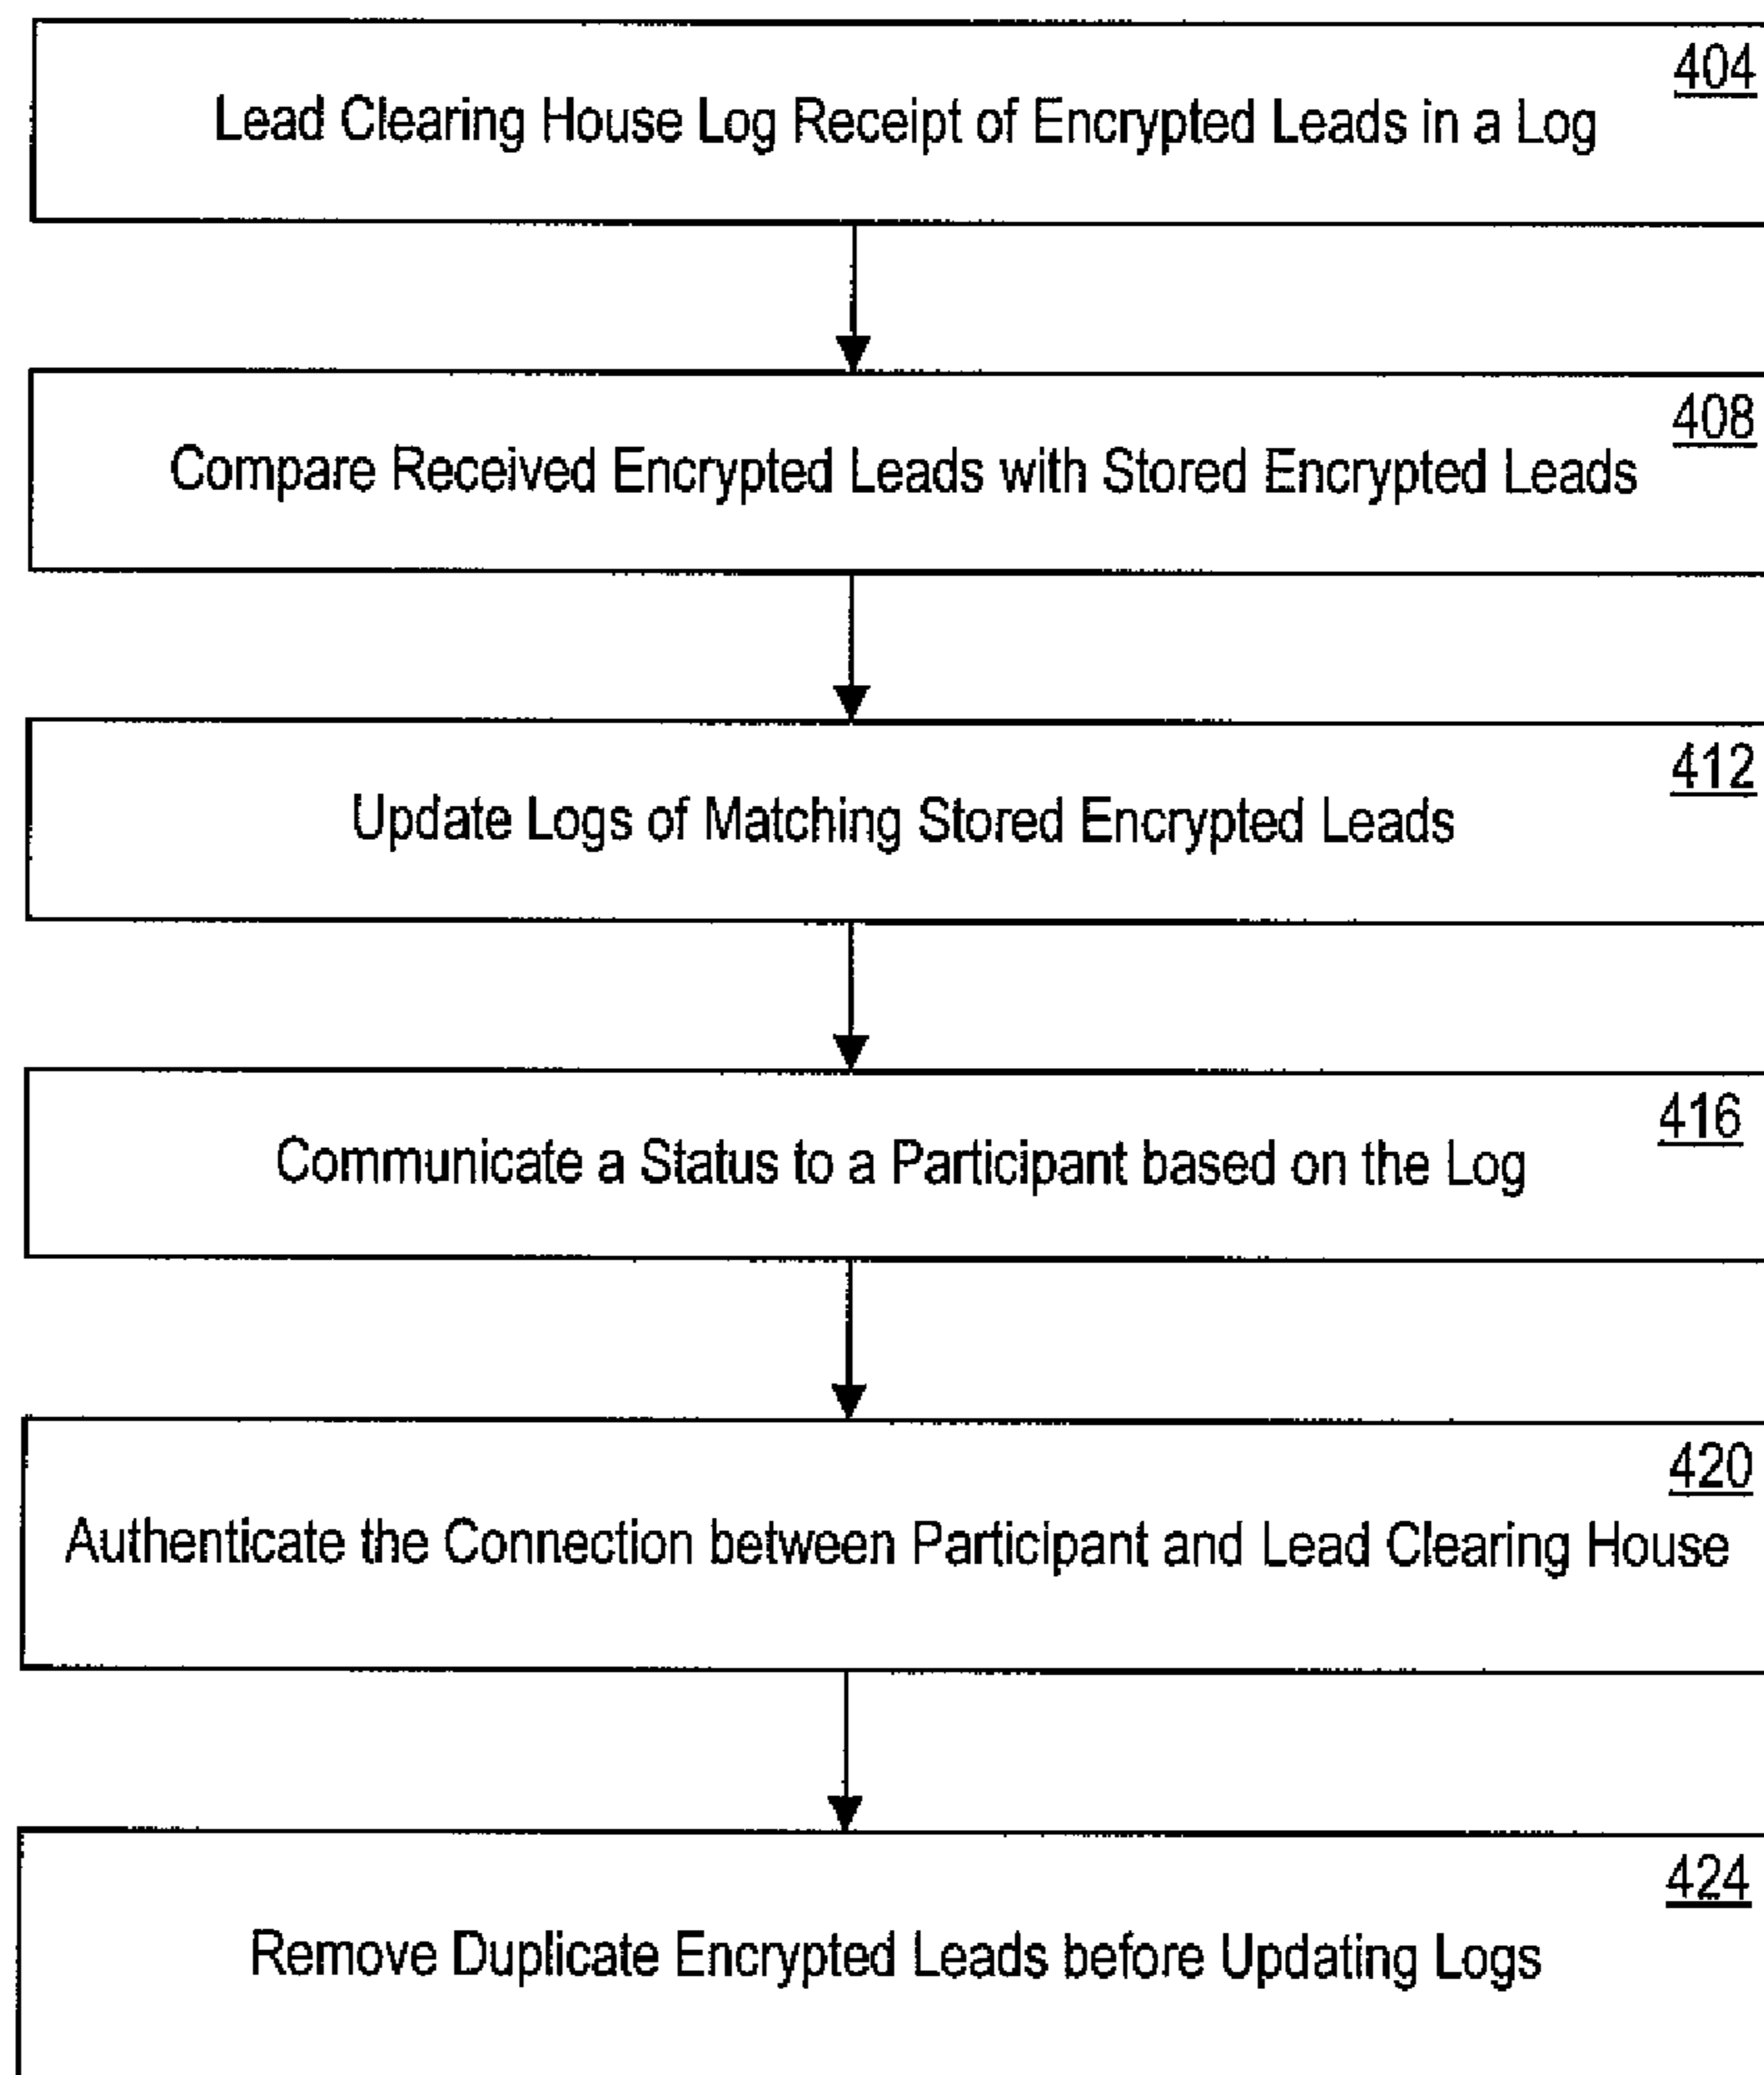 404
Lead Clearing House Log Receipt of Encrypted Leads in a Log
408
Compare Received Encrypted Leads with Stored Encrypted Leads
412
Update Logs of Matching Stored Encrypted Leads
416
Communicate a Status to a Participant based on the Log
420
Authenticate the Connection between Participant and Lead Clearing House
424
Remove Duplicate Encrypted Leads before Updating Logs